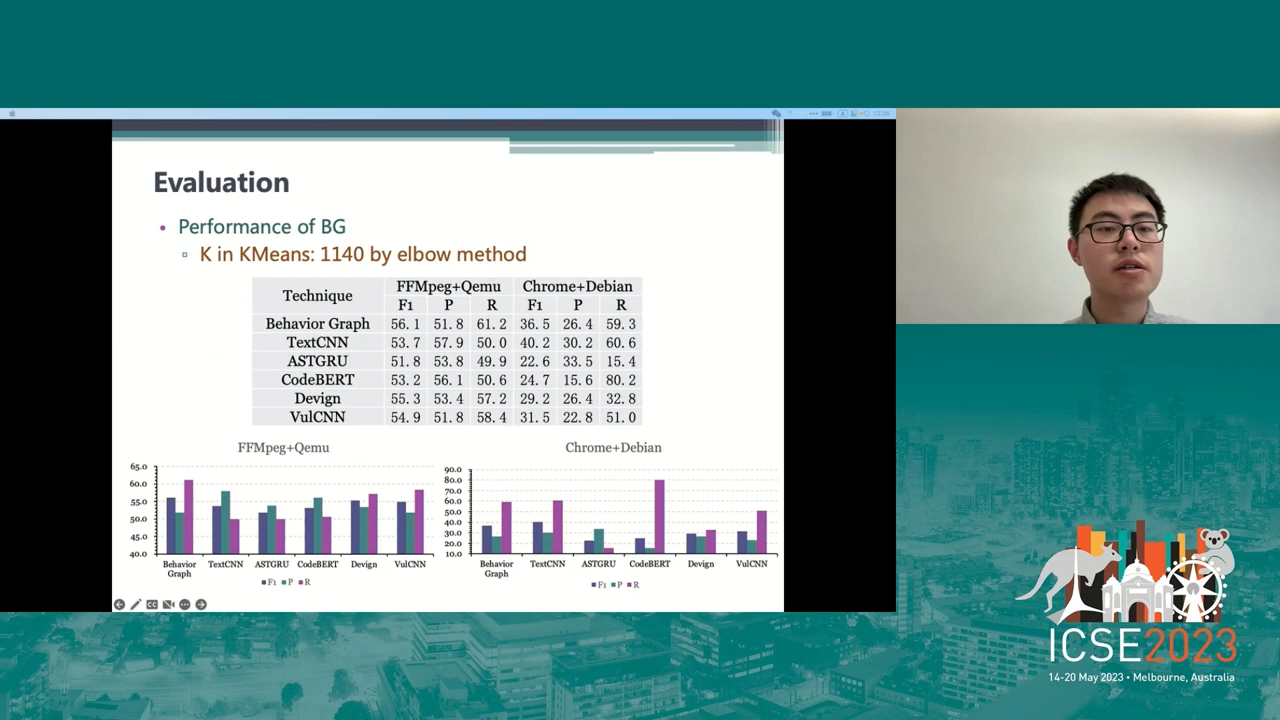 Evaluation
• Performance of BG
▫ K in KMeans: 1140 by elbow method
Technique FFMpeg+Qemu Chrome+Debian
F1 P R F1 P R
Behavior Graph 56.1 51.8 61.2 36.5 26.4 59.3
TextCNN 53.7 57.9 50.0 40.2 30.2 60.6
ASTGRU 51.8 53.8 49.9 22.6 33.5 15.4
CodeBERT 53.2 56.1 50.6 24.7 15.6 80.2
Devign 55.3 53.4 57.2 29.2 26.4 32.8
VulCNN 54.9 51.8 58.4 31.5 22.8 51.0
FFMpeg+Qemu
65.0
60.0
55.0
50.0
45.0
40.0
Behavior Graph TextCNN ASTGRU CodeBERT Devign VulCNN
F1 P R
Chrome+Debian
90.0
80.0
70.0
60.0
50.0
40.0
30.0
20.0
10.0
Behavior Graph TextCNN ASTGRU CodeBERT Devign VulCNN
F1 P R
ICSE2023
14-20 May 2023 • Melbourne, Australia